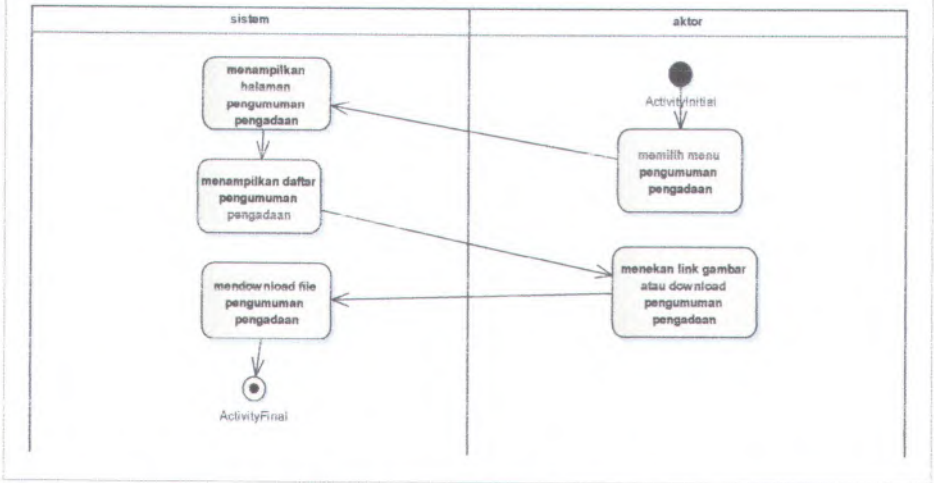 sistem
aktor
menampilkan
halaman
pengumuman
pengadaan
ActivityInitial
memilih menu
pengumuman
pengadaan
menampilkan daftar
pengumuman
pengadaan
menekan link gambar
atau download
pengumuman
pengadaan
mendownload file
pengumuman
pengadaan
ActivityFinal